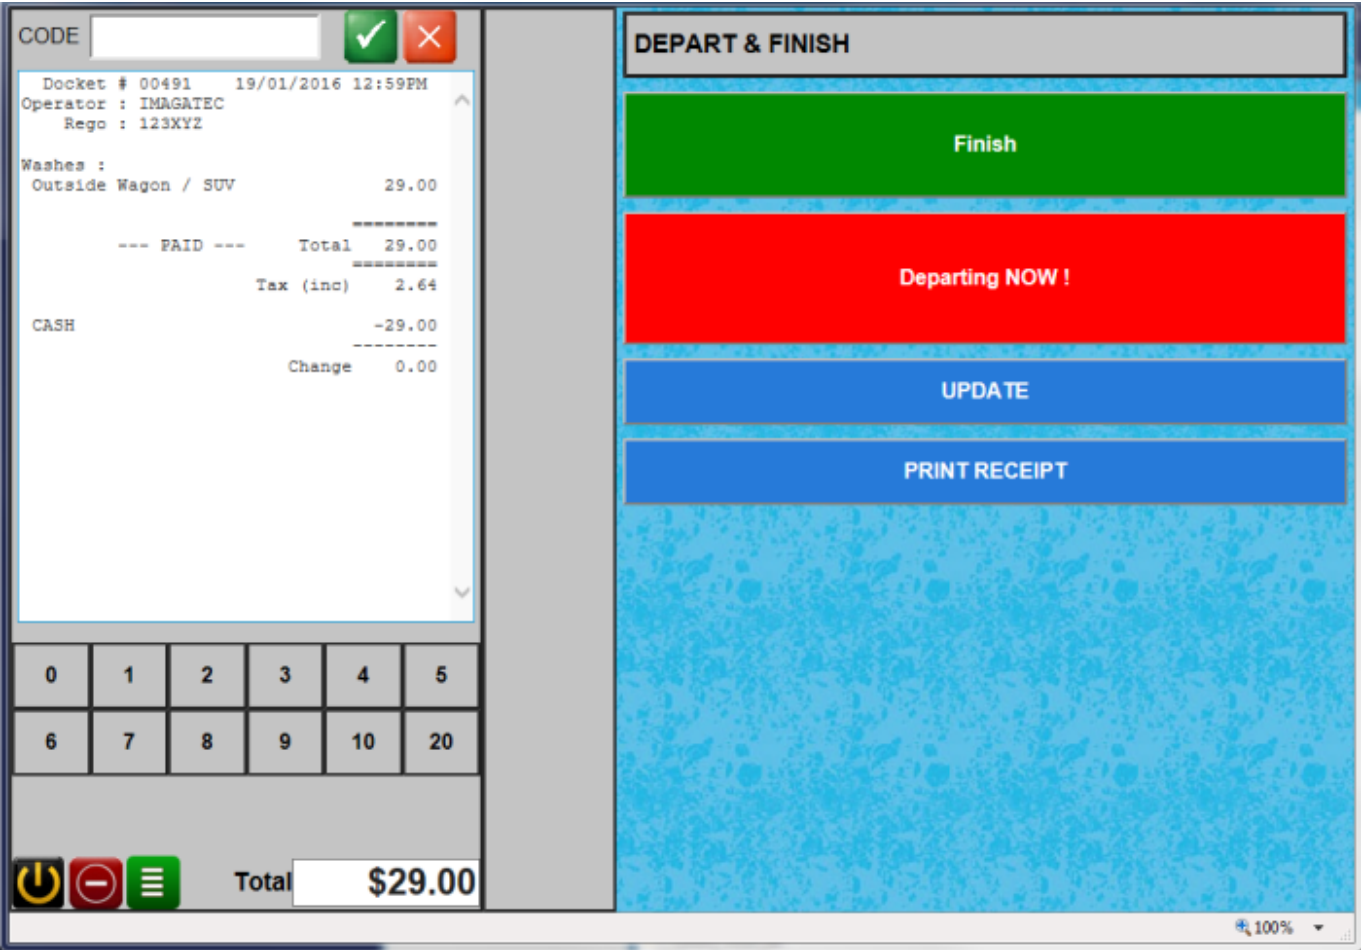 CODE
Docket # 00491 19/01/2016 12:59PM
Operator : IMAGATEC
Rego : 123XYZ
Washes :
Outside Wagon / SUV 29.00
========
--- PAID --- Total 29.00
========
Tax (inc) 2.64
CASH -29.00
--------
Change 0.00
0 1 2 3 4 5
6 7 8 9 10 20
Total $29.00
DEPART & FINISH
Finish
Departing NOW !
UPDATE
PRINT RECEIPT
100%